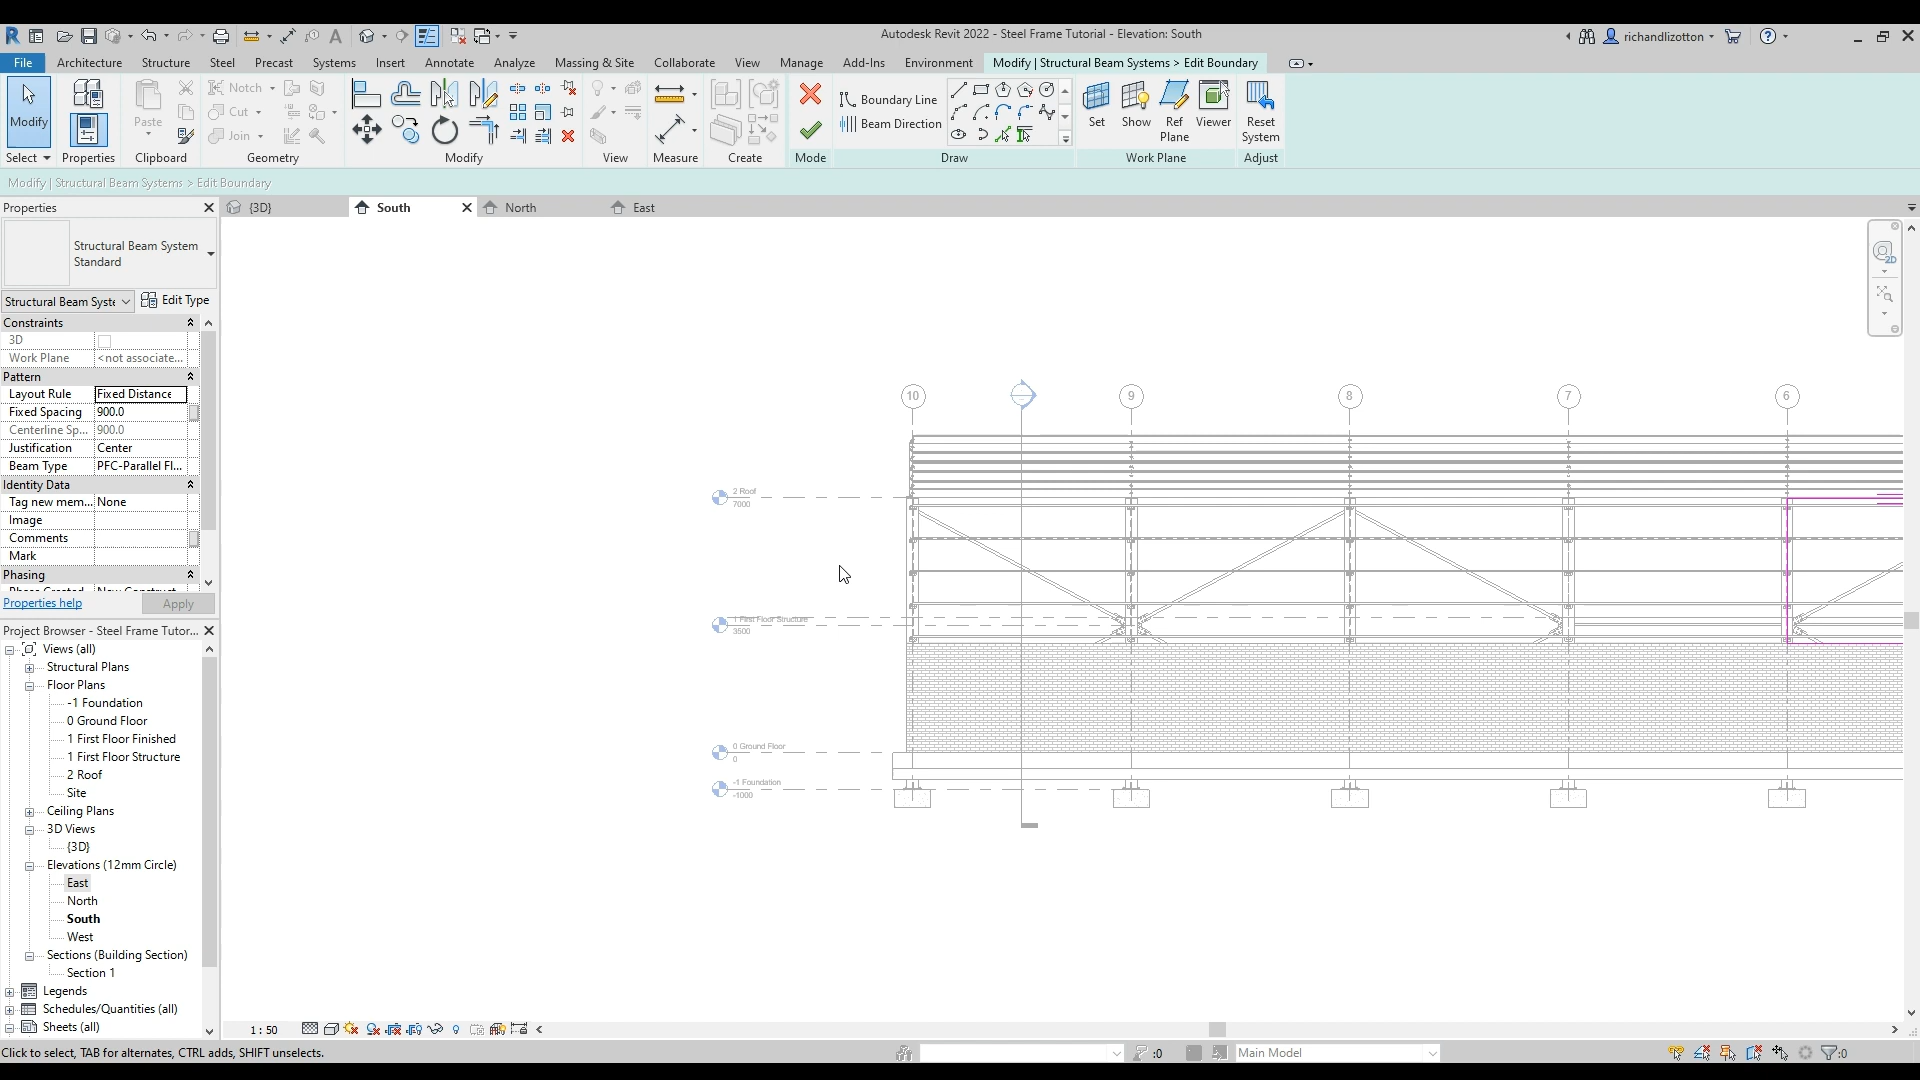 Autodesk Revit 2022 - Steel Frame Tutorial - Elevation: South
richandlizotton
File
Architecture
Structure
Steel
Precast
Systems
Insert
Annotate
Analyze
Massing & Site
Collaborate
View
Manage
Add-Ins
Environment
Modify | Structural Beam Systems > Edit Boundary
Modify
Paste
Notch
Cut
Join
Boundary Line
Beam Direction
Set
Show
Ref
Plane
Viewer
Reset
System
Select
Properties
Clipboard
Geometry
Modify
View
Measure
Create
Mode
Draw
Work Plane
Adjust
Modify | Structural Beam Systems > Edit Boundary
Properties
{3D}
South
North
East
Structural Beam System
Standard
Structural Beam Syste
Edit Type
Constraints
3D
Work Plane <not associate...
Pattern
Layout Rule Fixed Distance
Fixed Spacing 900.0
Centerline Sp... 900.0
Justification Center
Beam Type PFC-Parallel Fl...
Identity Data
Tag new mem... None
Image
Comments
Mark
Phasing
Properties help
Apply
Project Browser - Steel Frame Tutor...
Views (all)
Structural Plans
Floor Plans
-1 Foundation
0 Ground Floor
1 First Floor Finished
1 First Floor Structure
2 Roof
Site
Ceiling Plans
3D Views
{3D}
Elevations (12mm Circle)
East
North
South
West
Sections (Building Section)
Section 1
Legends
Schedules/Quantities (all)
Sheets (all)
10
9
8
7
6
2 Roof
7000
1 First Floor Structure
3500
0 Ground Floor
0
-1 Foundation
-1000
2D
1 : 50
Click to select, TAB for alternates, CTRL adds, SHIFT unselects.
:0
Main Model
:0